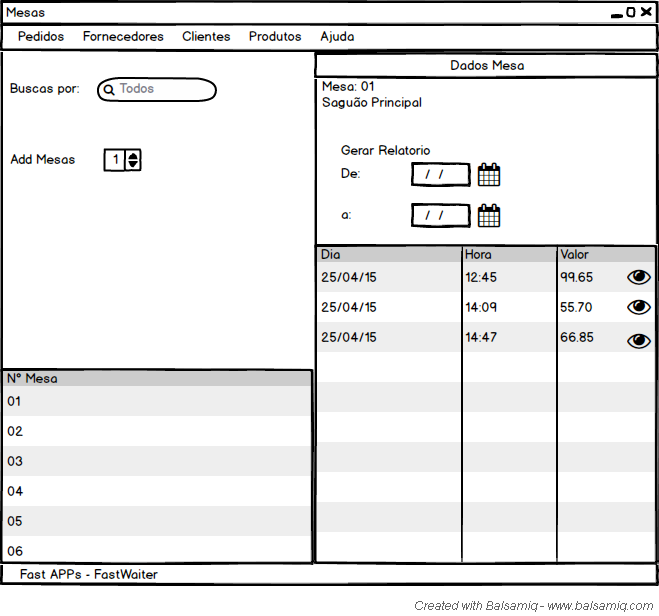 Mesas
Pedidos Fornecedores Clientes Produtos Ajuda
Buscas por: Todos
Add Mesas 1
Nº Mesa
01
02
03
04
05
06
Dados Mesa
Mesa: 01
Saguão Principal
Gerar Relatorio
De: / /
a: / /
Dia Hora Valor
25/04/15 12:45 99.65
25/04/15 14:09 55.70
25/04/15 14:47 66.85
Fast APPs - FastWaiter
Created with Balsamiq - www.balsamiq.com